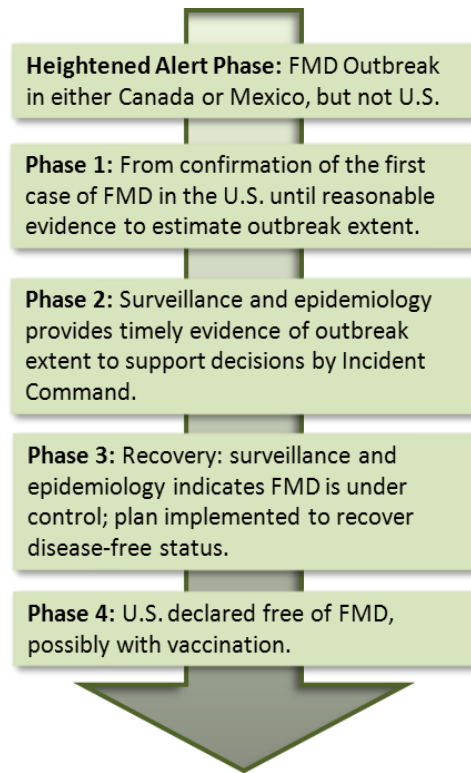 Heightened Alert Phase: FMD Outbreak
in either Canada or Mexico, but not U.S.
Phase 1: From confirmation of the first
case of FMD in the U.S. until reasonable
evidence to estimate outbreak extent.
Phase 2: Surveillance and epidemiology
provides timely evidence of outbreak
extent to support decisions by Incident
Command.
Phase 3: Recovery: surveillance and
epidemiology indicates FMD is under
control; plan implemented to recover
disease-free status.
Phase 4: U.S. declared free of FMD,
possibly with vaccination.